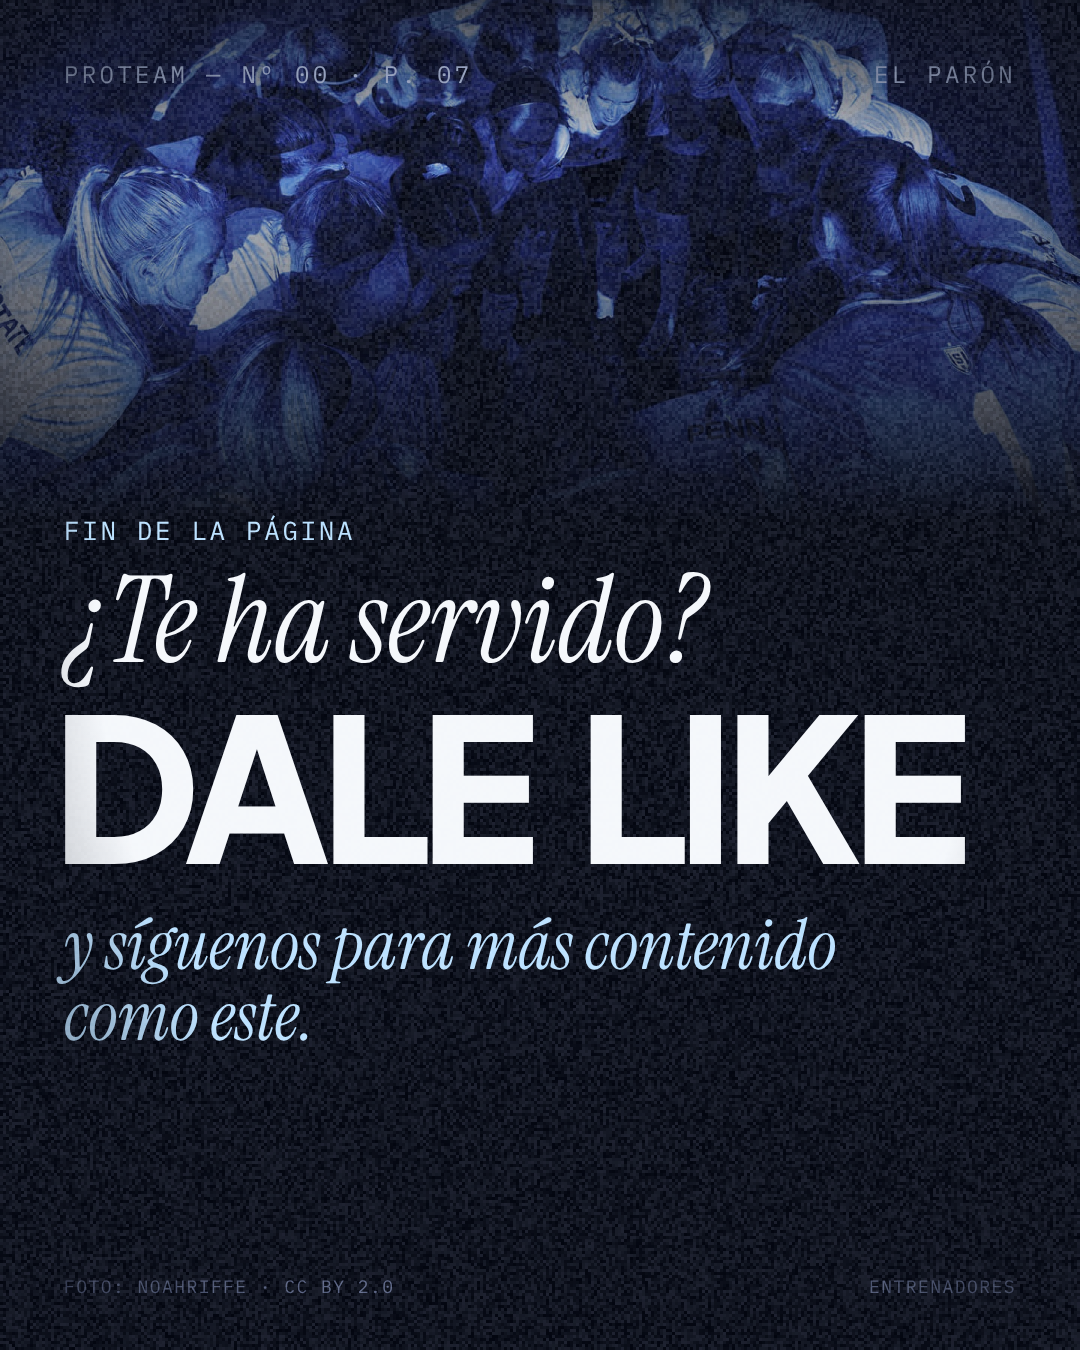 PROTEAM — Nº 00 · P. 07
EL PARÓN
TATE
FIN DE LA PÁGINA
¿Te ha servido?
DALE LIKE
y síguenos para más contenido
como este.
FOTO: NOAHRIFFE · CC BY 2.0
ENTRENADORES